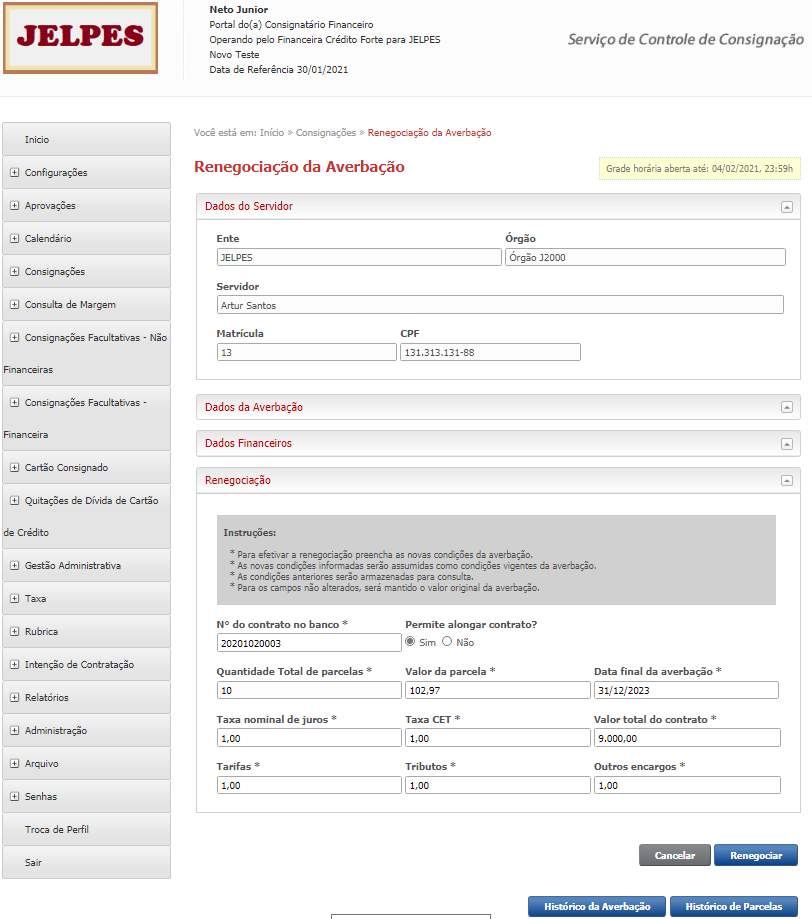 JELPES
Neto Junior
Portal do(a) Consignatário Financeiro
Operando pelo Financeira Crédito Forte para JELPES
Novo Teste
Data de Referência 30/01/2021
Serviço de Controle de Consignação
Inicio
Configurações
Aprovações
Calendário
Consignações
Consulta de Margem
Consignações Facultativas - Não
Financeiras
Consignações Facultativas -
Financeira
Cartão Consignado
Quitações de Dívida de Cartão
de Crédito
Gestão Administrativa
Taxa
Rubrica
Intenção de Contratação
Relatórios
Administração
Arquivo
Senhas
Troca de Perfil
Sair
Você está em: Início » Consignações » Renegociação da Averbação
Renegociação da Averbação
Grade horária aberta até: 04/02/2021, 23:59h
Dados do Servidor
Ente Órgão
JELPES Órgão J2000
Servidor
Artur Santos
Matrícula CPF
13 131.313.131-88
Dados da Averbação
Dados Financeiros
Renegociação
Instruções:
* Para efetivar a renegociação preencha as novas condições da averbação.
* As novas condições informadas serão assumidas como condições vigentes da averbação.
* As condições anteriores serão armazenadas para consulta.
* Para os campos não alterados, será mantido o valor original da averbação.
Nº do contrato no banco * Permite alongar contrato?
20201020003 Sim Não
Quantidade Total de parcelas * Valor da parcela * Data final da averbação *
10 102,97 31/12/2023
Taxa nominal de juros * Taxa CET * Valor total do contrato *
1,00 1,00 9.000,00
Tarifas * Tributos * Outros encargos *
1,00 1,00 1,00
Cancelar Renegociar
Histórico da Averbação Histórico de Parcelas